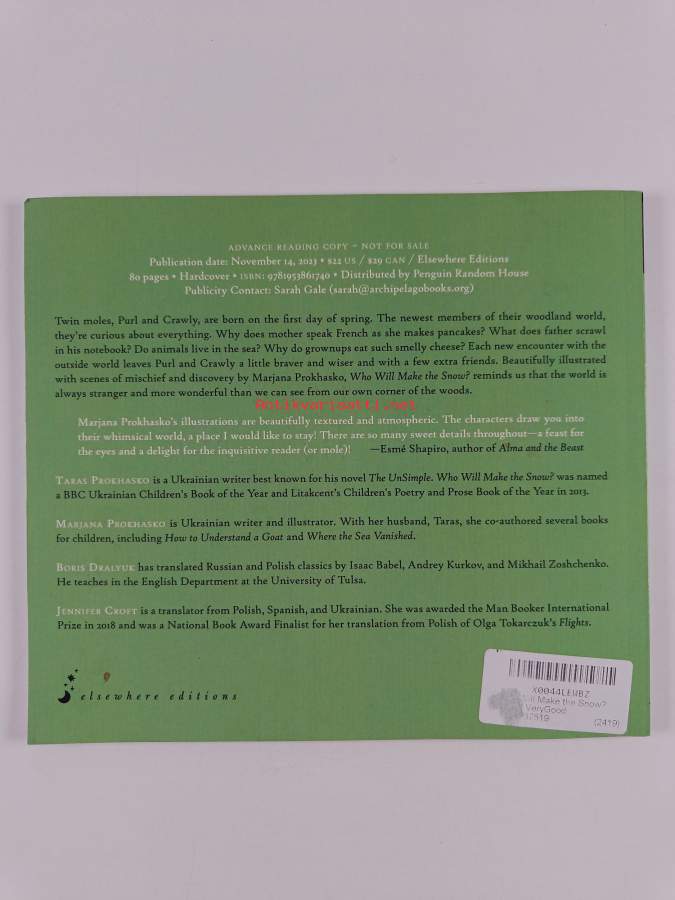 ADVANCE READING COPY – NOT FOR SALE
Publication date: November 14, 2023 • $22 US / $29 CAN / Elsewhere Editions
80 pages • Hardcover • ISBN: 9781953861740 • Distributed by Penguin Random House
Publicity Contact: Sarah Gale (sarah@archipelagobooks.org)
Twin moles, Purl and Crawly, are born on the first day of spring. The newest members of their woodland world,
they're curious about everything. Why does mother speak French as she makes pancakes? What does father scrawl
in his notebook? Do animals live in the sea? Why do grownups eat such smelly cheese? Each new encounter with the
outside world leaves Purl and Crawly a little braver and wiser and with a few extra friends. Beautifully illustrated
with scenes of mischief and discovery by Marjana Prokhasko, Who Will Make the Snow? reminds us that the world is
always stranger and more wonderful than we can see from our own corner of the woods.
Antikvariaatti.net
Marjana Prokhasko's illustrations are beautifully textured and atmospheric. The characters draw you into
their whimsical world, a place I would like to stay! There are so many sweet details throughout—a feast for
the eyes and a delight for the inquisitive reader (or mole)! —Esmé Shapiro, author of Alma and the Beast
TARAS PROKHASKO is a Ukrainian writer best known for his novel The UnSimple. Who Will Make the Snow? was named
a BBC Ukrainian Children's Book of the Year and Litakcent's Children's Poetry and Prose Book of the Year in 2013.
MARJANA PROKHASKO is Ukrainian writer and illustrator. With her husband, Taras, she co-authored several books
for children, including How to Understand a Goat and Where the Sea Vanished.
BORIS DRALYUK has translated Russian and Polish classics by Isaac Babel, Andrey Kurkov, and Mikhail Zoshchenko.
He teaches in the English Department at the University of Tulsa.
JENNIFER CROFT is a translator from Polish, Spanish, and Ukrainian. She was awarded the Man Booker International
Prize in 2018 and was a National Book Award Finalist for her translation from Polish of Olga Tokarczuk's Flights.
elsewhere editions
X0044LEWBZ
Make the Snow?
VeryGood
(2419)